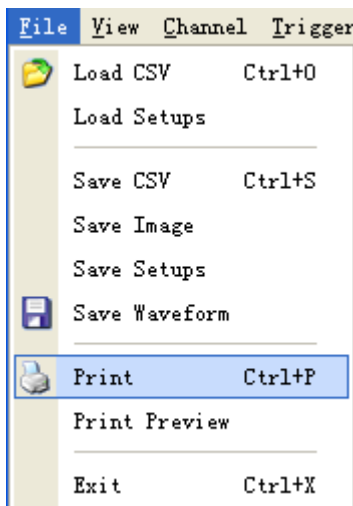 File View Channel Trigger
Load CSV Ctrl+O
Load Setups
Save CSV Ctrl+S
Save Image
Save Setups
Save Waveform
Print Ctrl+P
Print Preview
Exit Ctrl+X